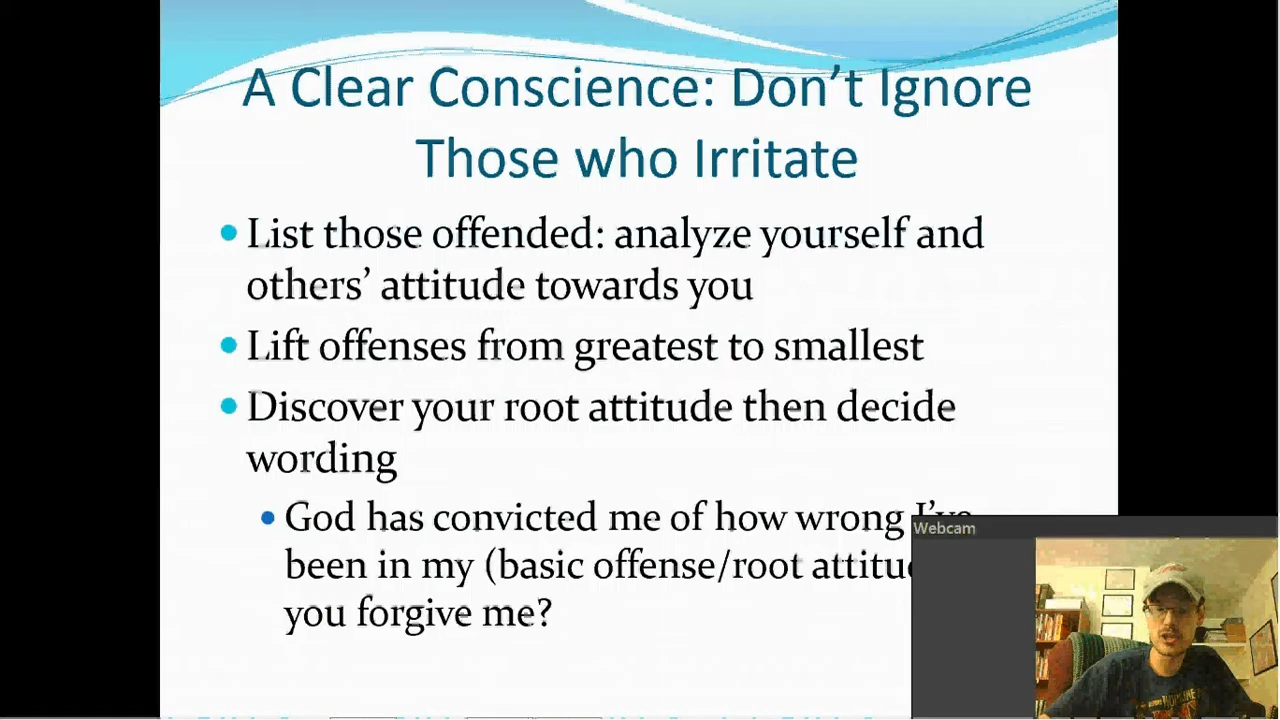 A Clear Conscience: Don't Ignore
Those who Irritate
List those offended: analyze yourself and
others' attitude towards you
Lift offenses from greatest to smallest
Discover your root attitude then decide
wording
God has convicted me of how wrong I've
been in my (basic offense/root
you forgive me?
Webcam